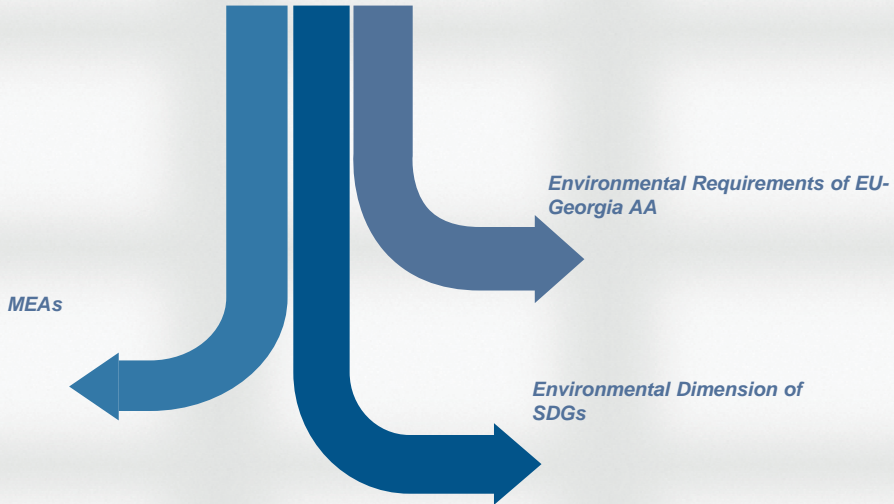 Environmental Requirements of EU-
Georgia AA
MEAs
Environmental Dimension of
SDGs